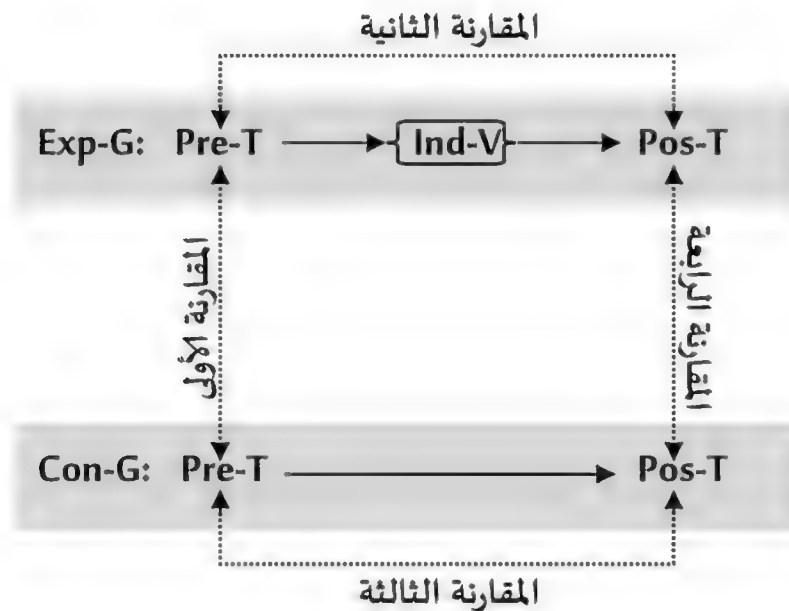 المقارنة الثانية
Exp-G: Pre-T Ind-V Pos-T
المقارنة الأولى
المقارنة الرابعة
Con-G: Pre-T Pos-T
المقارنة الثالثة